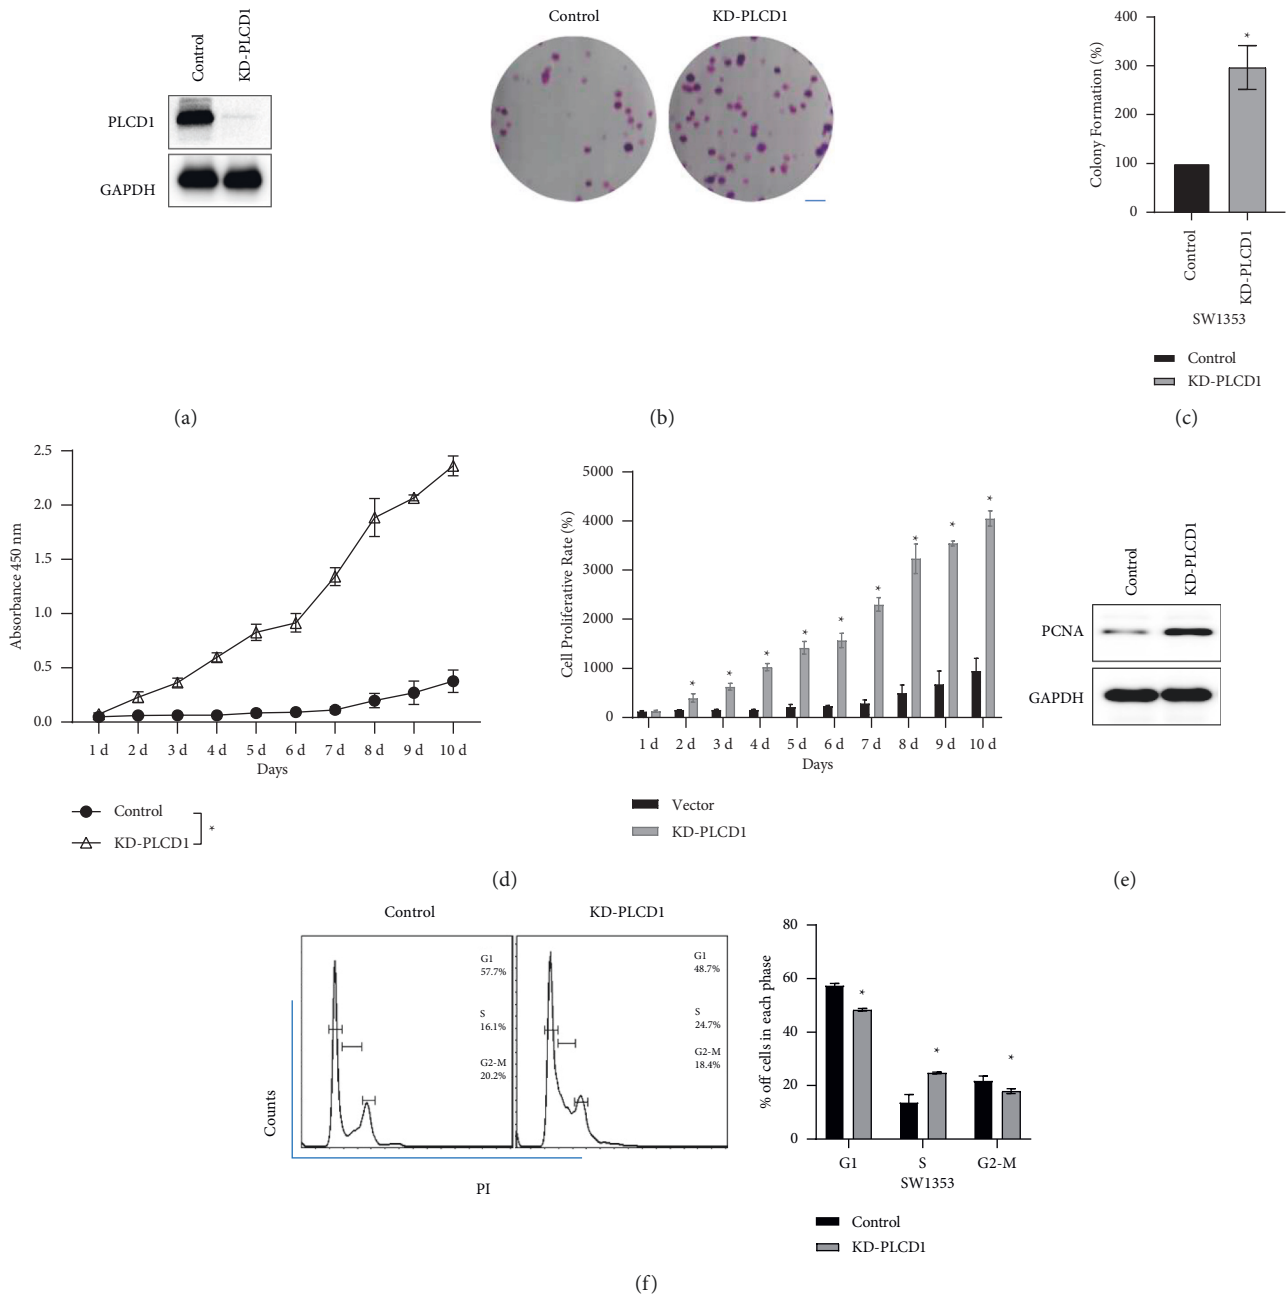 Control
KD-PLCD1
PLCD1
GAPDH
(a)
Control KD-PLCD1
(b)
400
300
200
100
0
Colony Formation (%)
*
Control
KD-PLCD1
SW1353
Control
KD-PLCD1
(c)
2.5
2.0
1.5
1.0
0.5
0.0
Absorbance 450 nm
1 d 2 d 3 d 4 d 5 d 6 d 7 d 8 d 9 d 10 d
Days
Control
KD-PLCD1
*
5000
4000
3000
2000
1000
0
Cell Proliferative Rate (%)
* * * * * * * * *
1 d 2 d 3 d 4 d 5 d 6 d 7 d 8 d 9 d 10 d
Days
Vector
KD-PLCD1
(d)
Control
KD-PLCD1
PCNA
GAPDH
(e)
Control KD-PLCD1
G1
57.7%
S
16.1%
G2-M
20.2%
G1
48.7%
S
24.7%
G2-M
18.4%
Counts
PI
80
60
40
20
0
% off cells in each phase
* * *
G1 S G2-M
SW1353
Control
KD-PLCD1
(f)